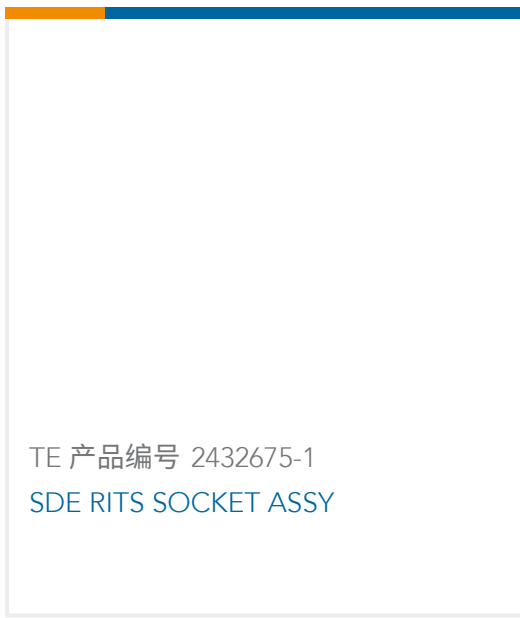 TE 产品编号 2432675-1
SDE RITS SOCKET ASSY